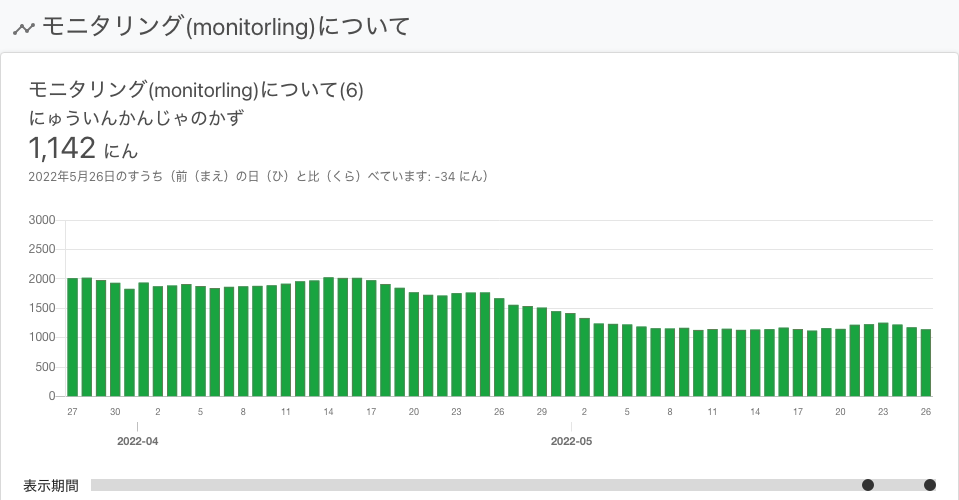 モニタリング(monitorling)について
モニタリング(monitorling)について(6)
にゅういんかんじゃのかず
1,142 にん
2022年5月26日のすうち（前（まえ）の日（ひ）と比（くら）べています: -34 にん）
3000
2500
2000
1500
1000
500
0
27 30 2 5 8 11 14 17 20 23 26 29 2 5 8 11 14 17 20 23 26
2022-04 2022-05
表示期間